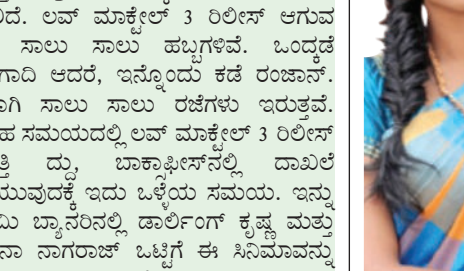 ಲಿದೆ. ಲವ್ ಮಾಕ್ಟೇಲ್ 3 ರಿಲೀಸ್ ಆಗುವ
ಸಾಲು ಸಾಲು ಹಬ್ಬಗಳಿವೆ. ಒಂದ್ಕಡೆ
ಗಾದಿ ಆದರೆ, ಇನ್ನೊಂದು ಕಡೆ ರಂಜಾನ್.
ಾಗಿ ಸಾಲು ಸಾಲು ರಜೆಗಳು ಇರುತ್ತವೆ.
ಹ ಸಮಯದಲ್ಲಿ ಲವ್ ಮಾಕ್ಟೇಲ್ 3 ರಿಲೀಸ್
ತ್ತಿ ದ್ದು, ಬಾಕ್ಸಾಫೀಸ್‌ನಲ್ಲಿ ದಾಖಲೆ
ಯುವುದಕ್ಕೆ ಇದು ಒಳ್ಳೆಯ ಸಮಯ. ಇನ್ನು
ಮಿ ಬ್ಯಾನರಿನಲ್ಲಿ ಡಾರ್ಲಿಂಗ್ ಕೃಷ್ಣ ಮತ್ತು
ನಾ ನಾಗರಾಜ್ ಒಟ್ಟಿಗೆ ಈ ಸಿನಿಮಾವನ್ನು